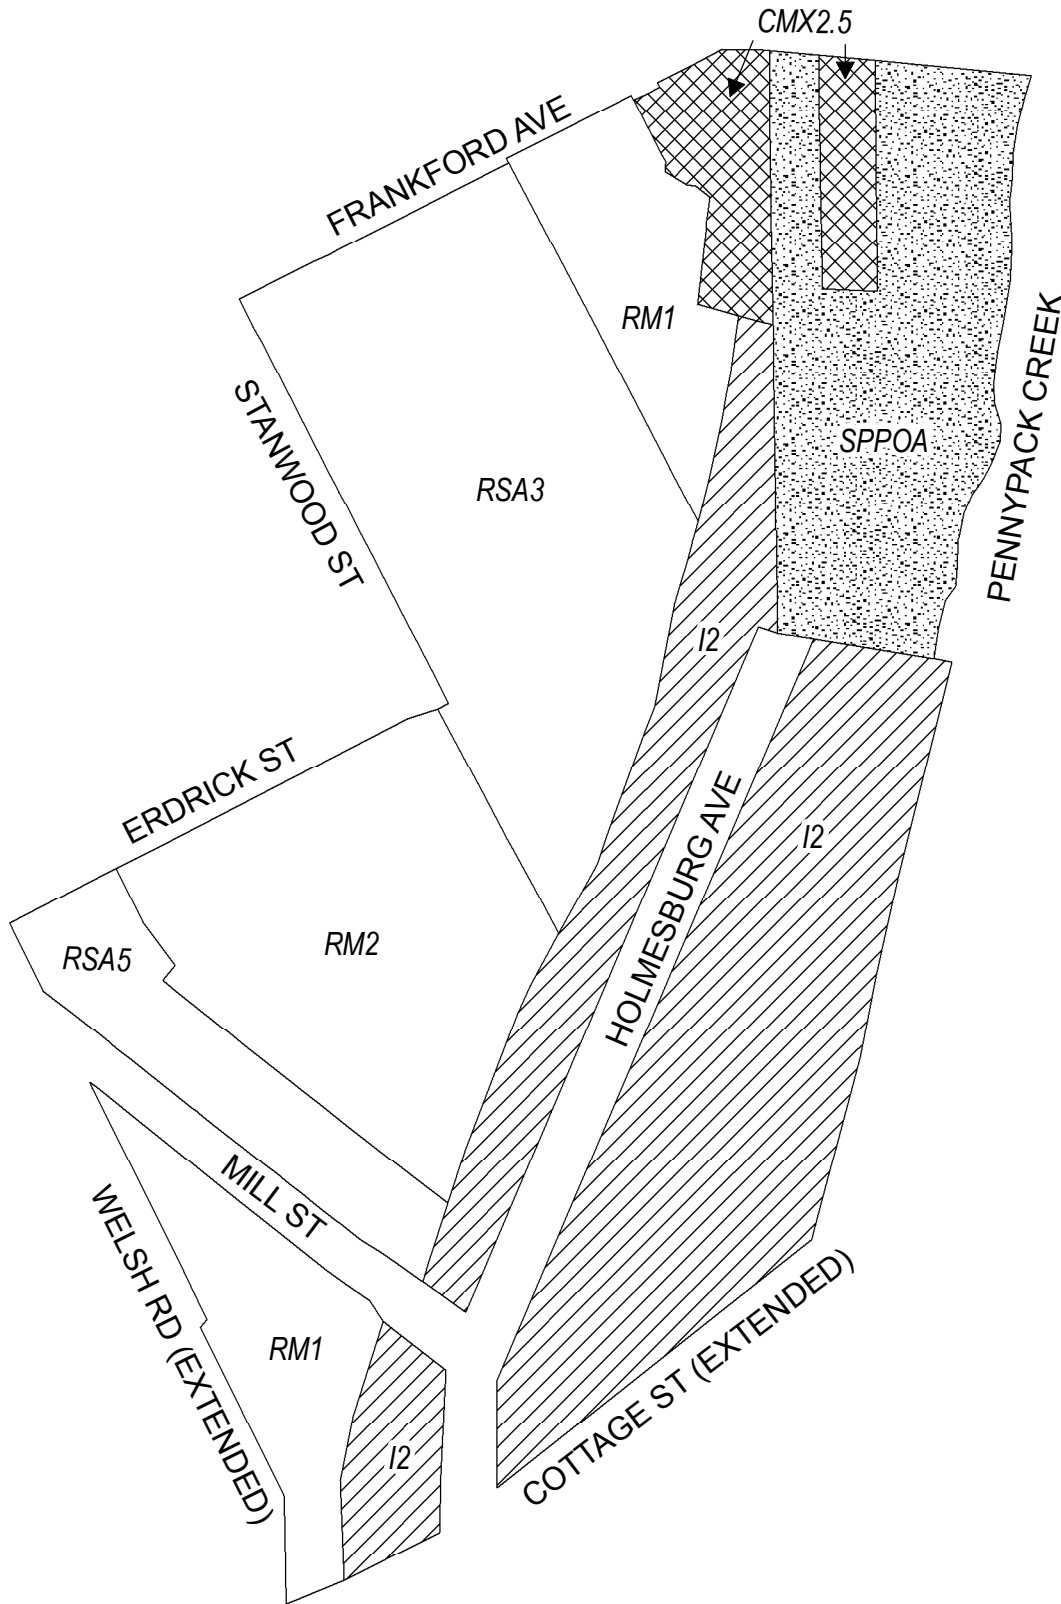 CMX2.5
FRANKFORD AVE
RM1
STANWOOD ST
PENNYPACK CREEK
SPPOA
RSA3
I2
ERDRICK ST
HOLMESBURG AVE
I2
RSA5
RM2
MILL ST
WELSH RD (EXTENDED)
RM1
I2
COTTAGE ST (EXTENDED)